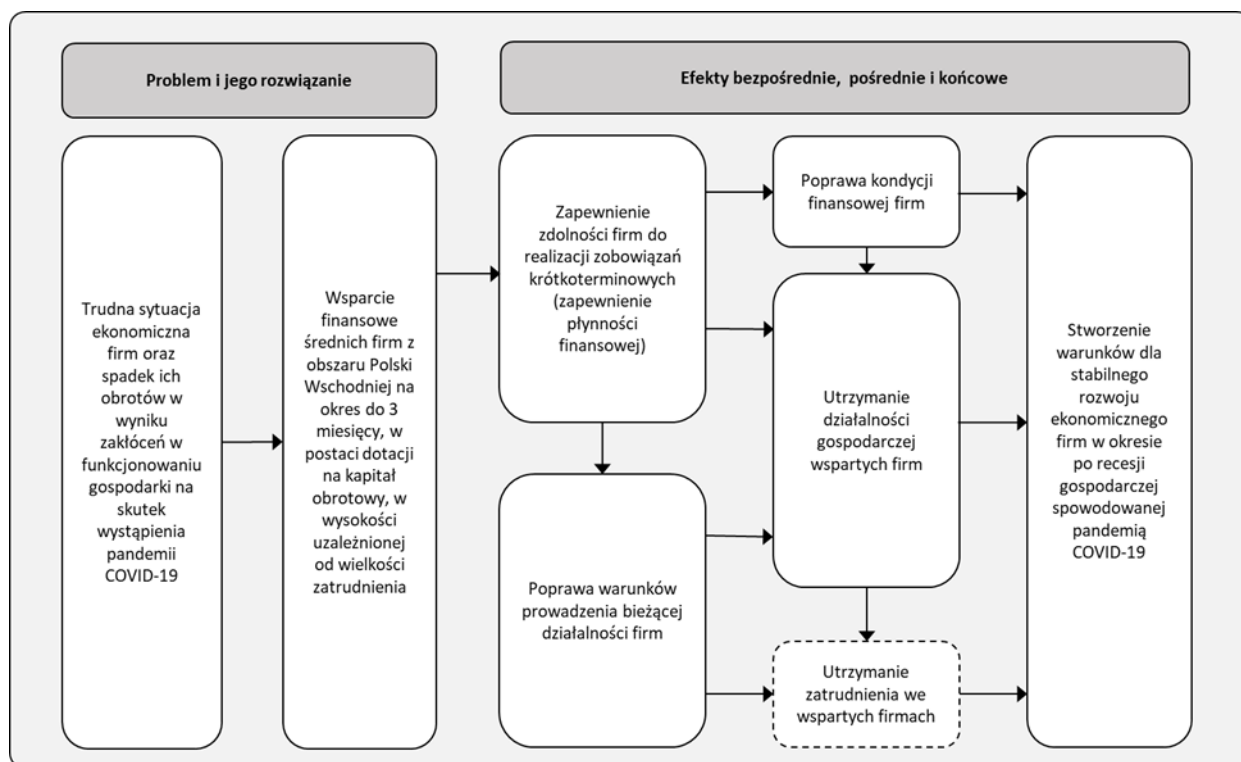 Problem i jego rozwiązanie
Efekty bezpośrednie, pośrednie i końcowe
Trudna sytuacja
ekonomiczna
firm oraz
spadek ich
obrotów w
wyniku
zakłóceń w
funkcjonowaniu
gospodarki na
skutek
wystąpienia
pandemii
COVID-19
Wsparcie
finansowe
średnich firm z
obszaru Polski
Wschodniej na
okres do 3
miesięcy, w
postaci dotacji
na kapitał
obrotowy, w
wysokości
uzależnionej
od wielkości
zatrudnienia
Zapewnienie
zdolności firm do
realizacji zobowiązań
krótkoterminowych
(zapewnienie
płynności
finansowej)
Poprawa warunków
prowadzenia bieżącej
działalności firm
Poprawa kondycji
finansowej firm
Utrzymanie
działalności
gospodarczej
wspartych firm
Utrzymanie
zatrudnienia we
wspartych firmach
Stworzenie
warunków dla
stabilnego
rozwoju
ekonomicznego
firm w okresie
po recesji
gospodarczej
spowodowanej
pandemią
COVID-19